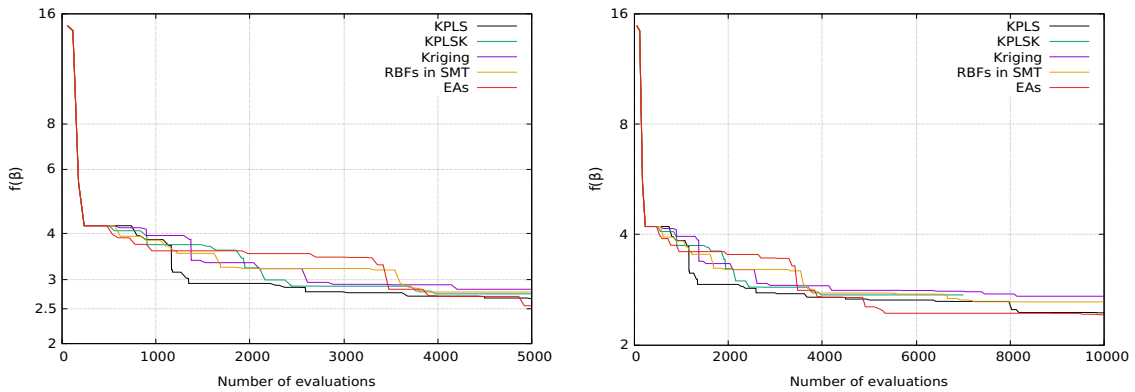 16
8
6
4
3
2.5
2
f(β)
KPLS
KPLSK
Kriging
RBFs in SMT
EAs
0 1000 2000 3000 4000 5000
Number of evaluations
16
8
4
2
f(β)
KPLS
KPLSK
Kriging
RBFs in SMT
EAs
0 2000 4000 6000 8000 10000
Number of evaluations